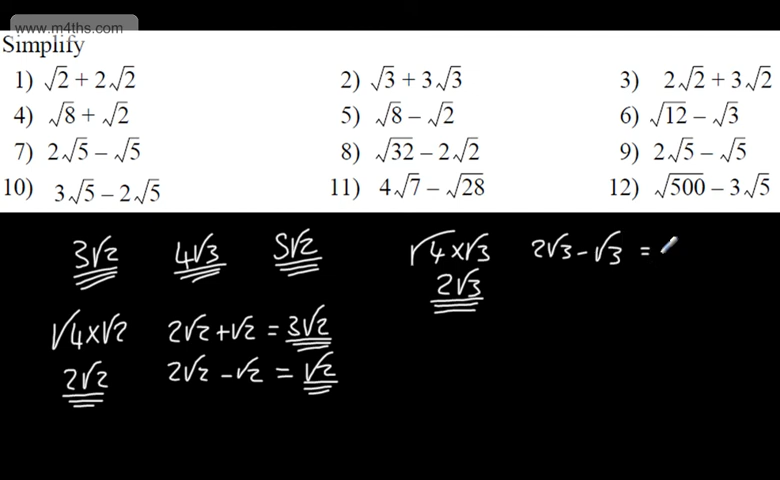 www.m4ths.com
Simplify
1) √2 + 2√2 2) √3 + 3√3 3) 2√2 + 3√2
4) √8 + √2 5) √8 − √2 6) √12 − √3
7) 2√5 − √5 8) √32 − 2√2 9) 2√5 − √5
10) 3√5 − 2√5 11) 4√7 − √28 12) √500 − 3√5
3√2 4√3 5√2 √4 × √3 2√3 − √3 =
2√3
√4 × √2 2√2 + √2 = 3√2
2√2 2√2 − √2 = √2